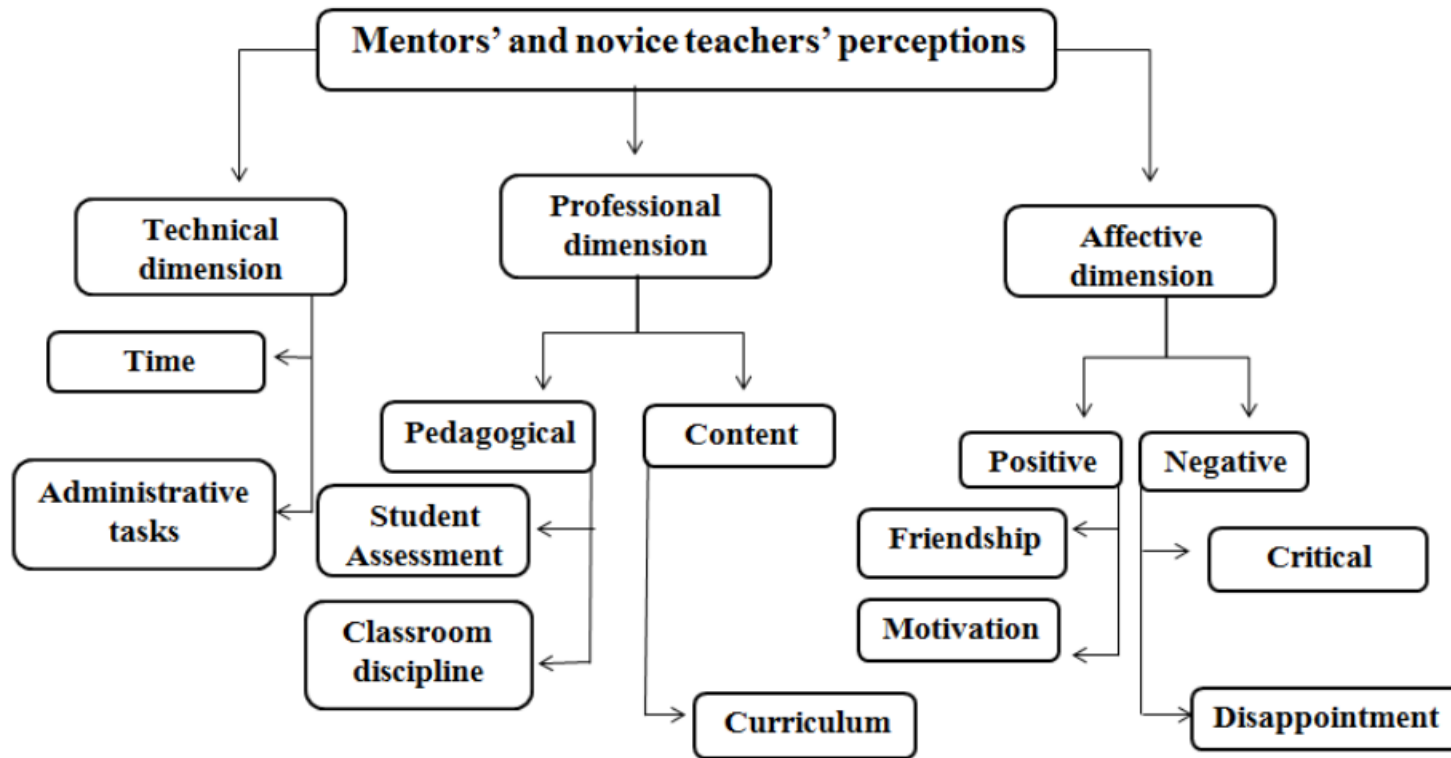 Mentors’ and novice teachers’ perceptions
Technical
dimension
Time
Administrative
tasks
Professional
dimension
Pedagogical
Student
Assessment
Classroom
discipline
Content
Curriculum
Affective
dimension
Positive
Friendship
Motivation
Negative
Critical
Disappointment